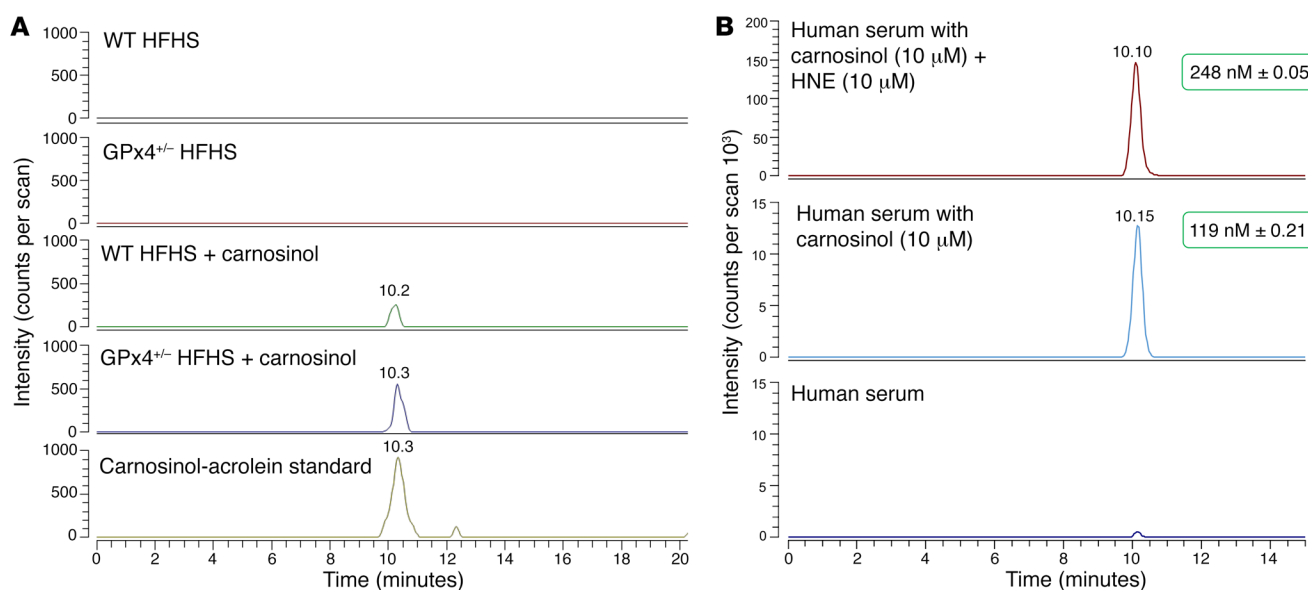 A
1000
500
0
WT HFHS
1000
500
0
GPx4+/– HFHS
1000
500
0
WT HFHS + carnosinol
10.2
1000
500
0
GPx4+/– HFHS + carnosinol
10.3
1000
500
0
Carnosinol-acrolein standard
10.3
Intensity (counts per scan)
0 2 4 6 8 10 12 14 16 18 20
Time (minutes)
B
200
150
100
50
0
Human serum with
carnosinol (10 μM) +
HNE (10 μM)
10.10
248 nM ± 0.05
15
10
5
0
Human serum with
carnosinol (10 μM)
10.15
119 nM ± 0.21
15
10
5
0
Human serum
Intensity (counts per scan 10³)
0 2 4 6 8 10 12 14
Time (minutes)